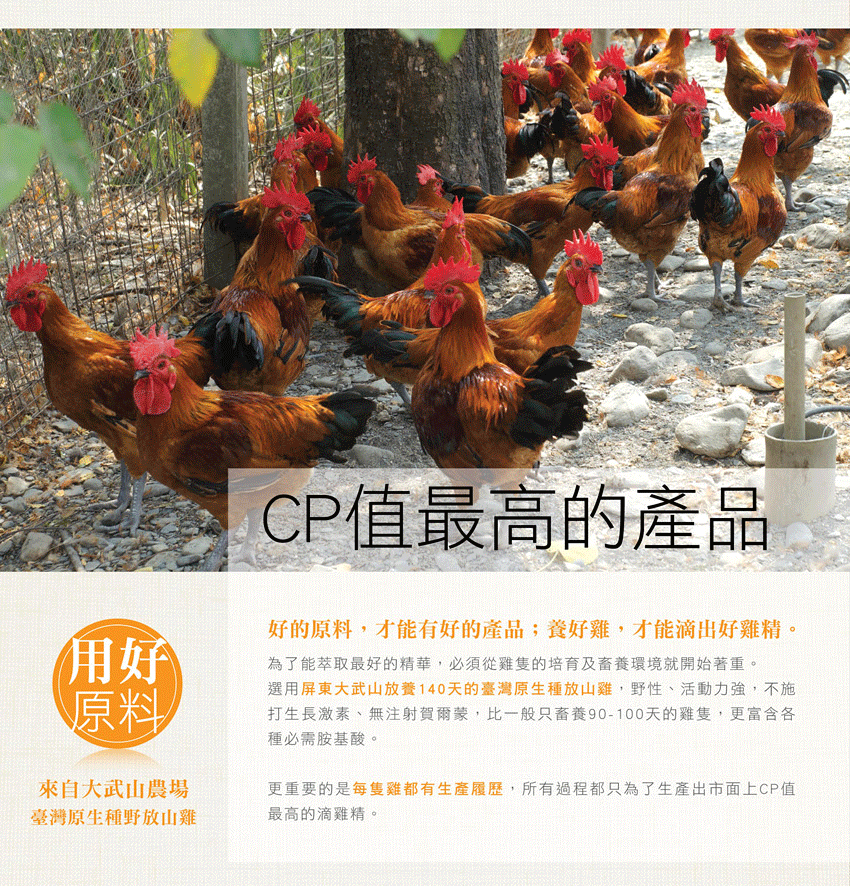 CP值最高的產品
用好
原料
來自大武山農場
臺灣原生種野放山雞
好的原料，才能有好的產品；養好雞，才能滴出好雞精。
為了能萃取最好的精華，必須從雞隻的培育及畜養環境就開始著重。
選用屏東大武山放養140天的臺灣原生種放山雞，野性、活動力強，不施
打生長激素、無注射賀爾蒙，比一般只畜養90-100天的雞隻，更富含各
種必需胺基酸。
更重要的是每隻雞都有生產履歷，所有過程都只為了生產出市面上CP值
最高的滴雞精。